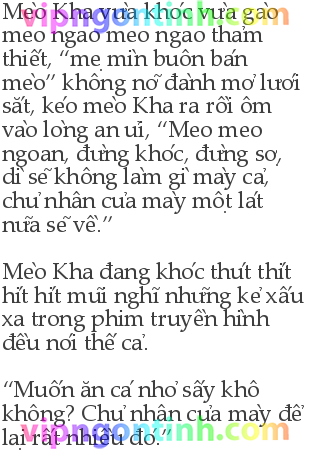 Mèo Kha vừa khóc vừa gào
meo ngao meo ngao thảm
thiết, “mẹ mìn buôn bán
mèo” không nỡ đành mở lưới
sắt, kéo mèo Kha ra rồi ôm
vào lòng an ủi, “Meo meo
ngoan, đừng khóc, đừng sợ,
dì sẽ không làm gì mày cả,
chủ nhân của mày một lát
nữa sẽ về.”
Mèo Kha đang khóc thút thít
hít hít mũi nghĩ những kẻ xấu
xa trong phim truyền hình
đều nói thế cả.
“Muốn ăn cá nhỏ sấy khô
không? Chủ nhân của mày để
lại rất nhiều đó.”
vipngontinh.com
vipngontinh.com